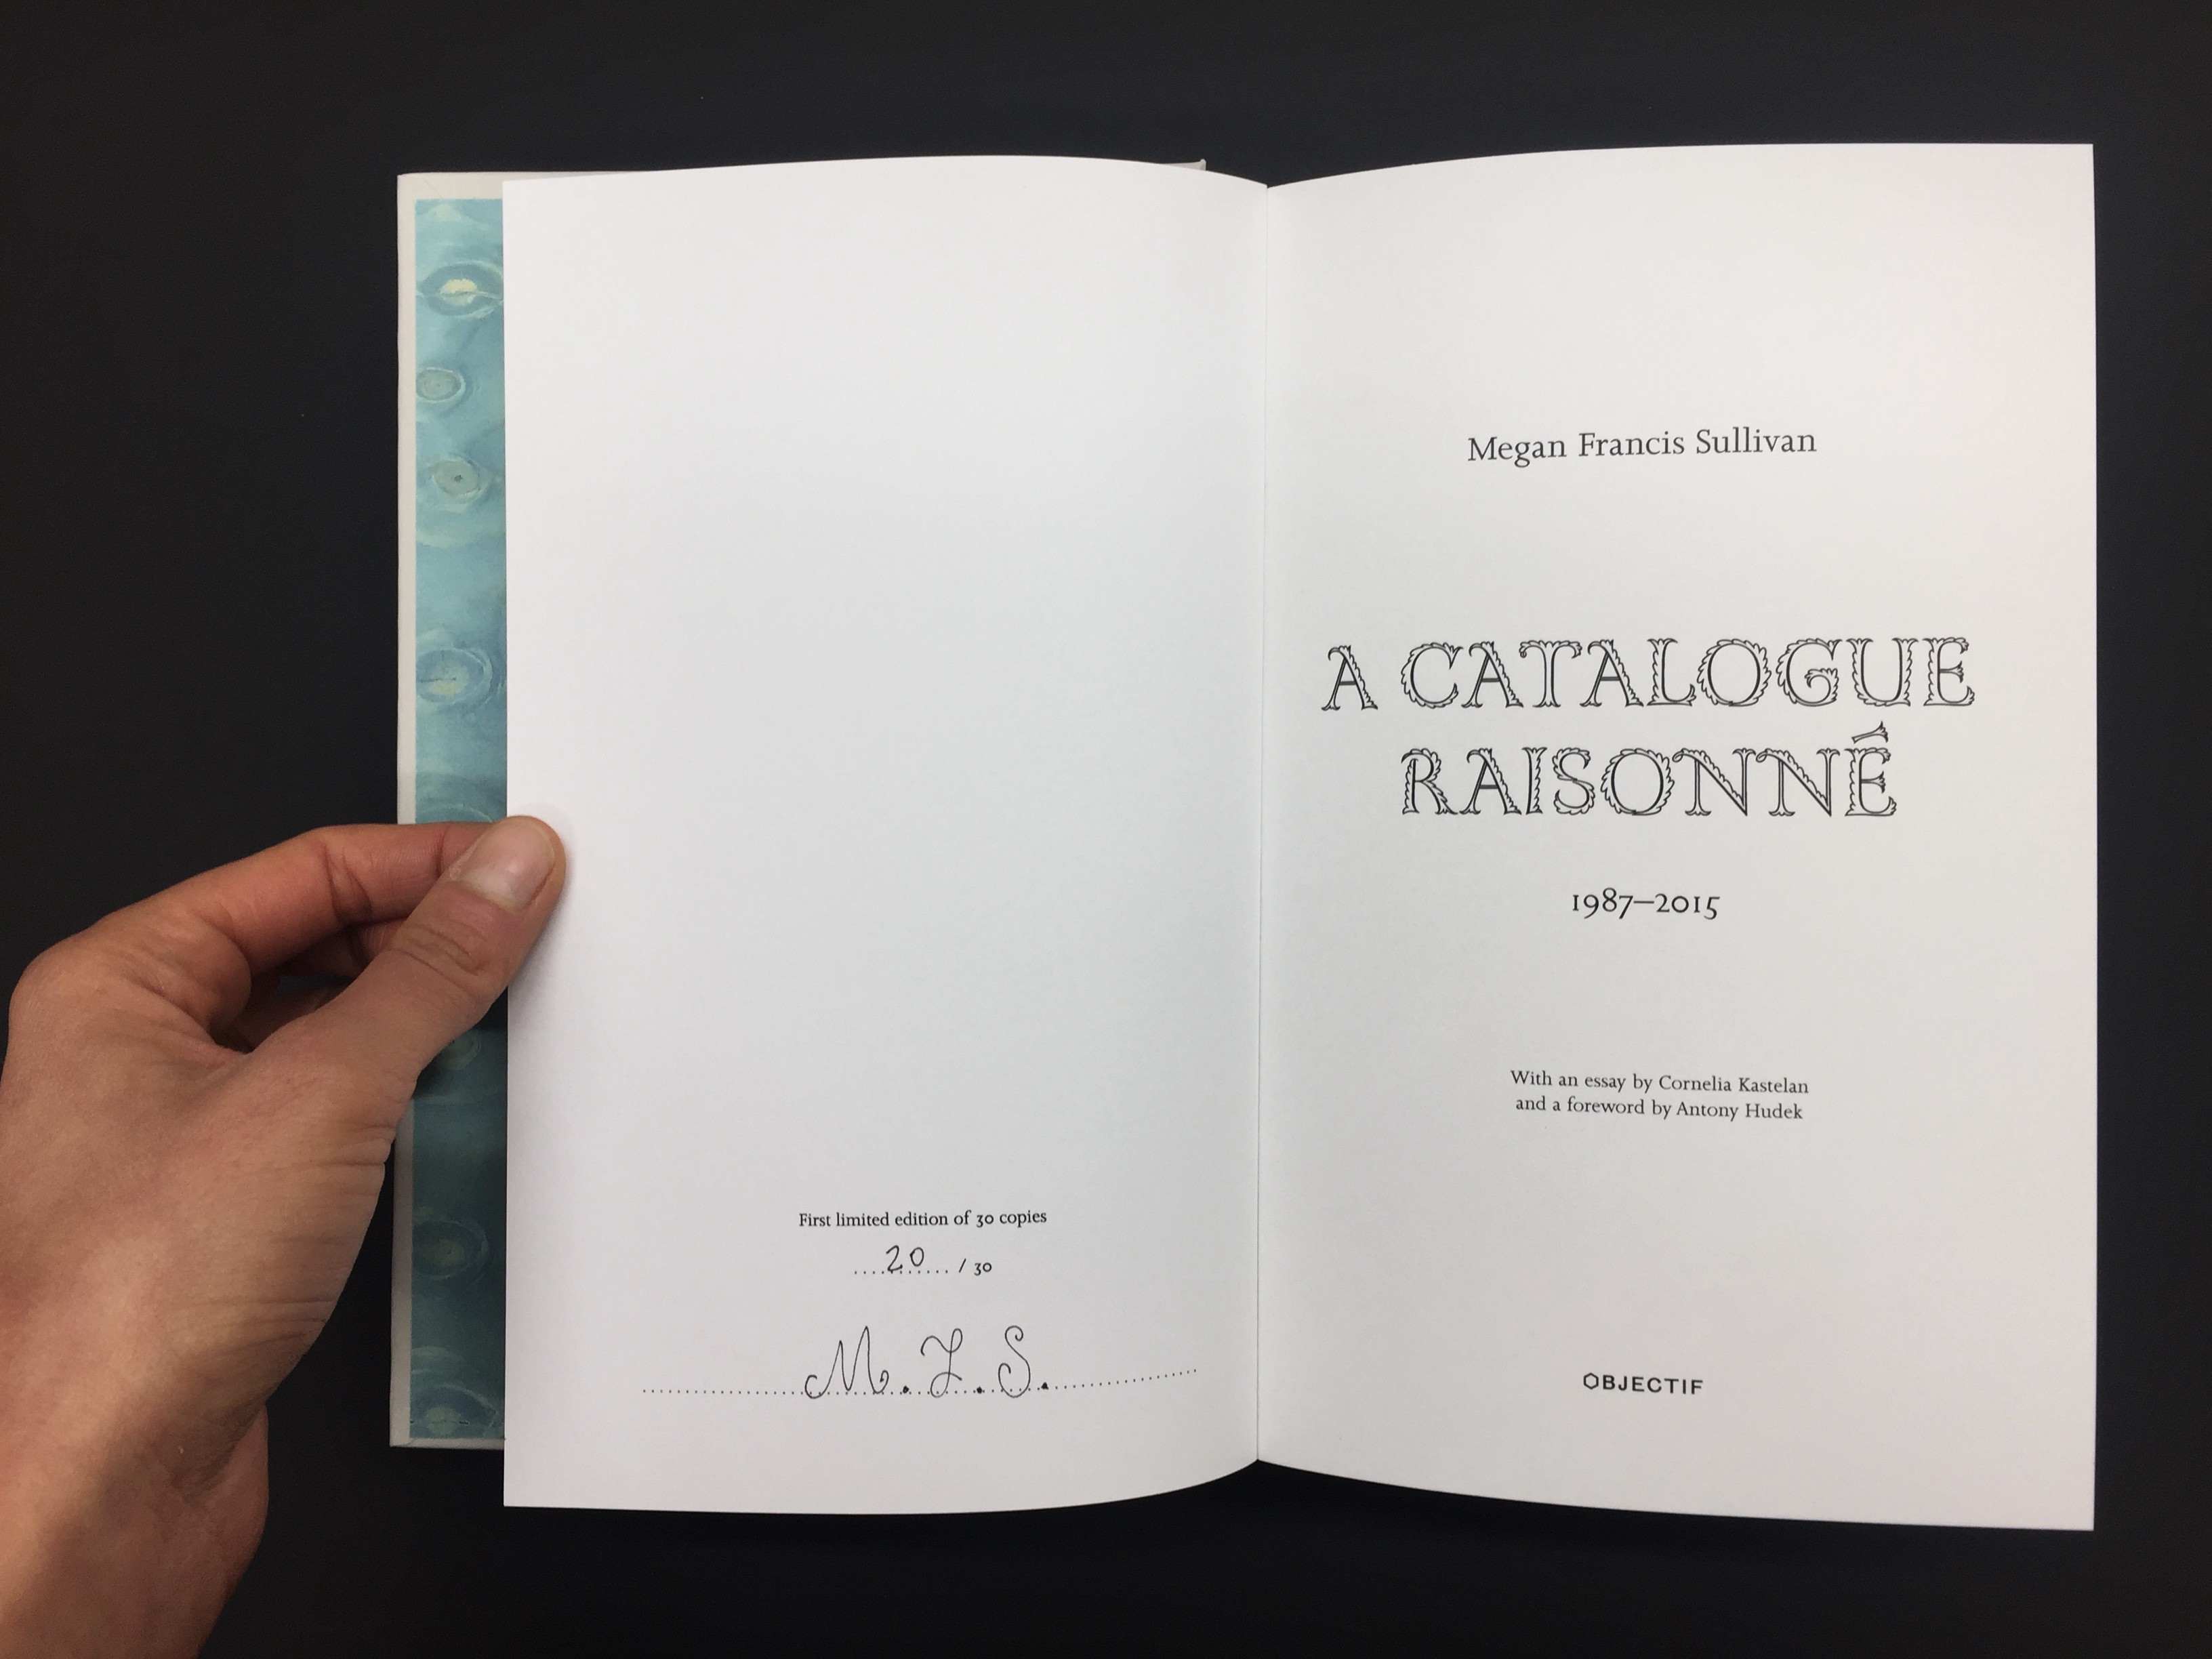 First limited edition of 30 copies
....20.... / 30
M. F. S.
Megan Francis Sullivan
A CATALOGUE
RAISONNÉ
1987–2015
With an essay by Cornelia Kastelan
and a foreword by Antony Hudek
OBJECTIF